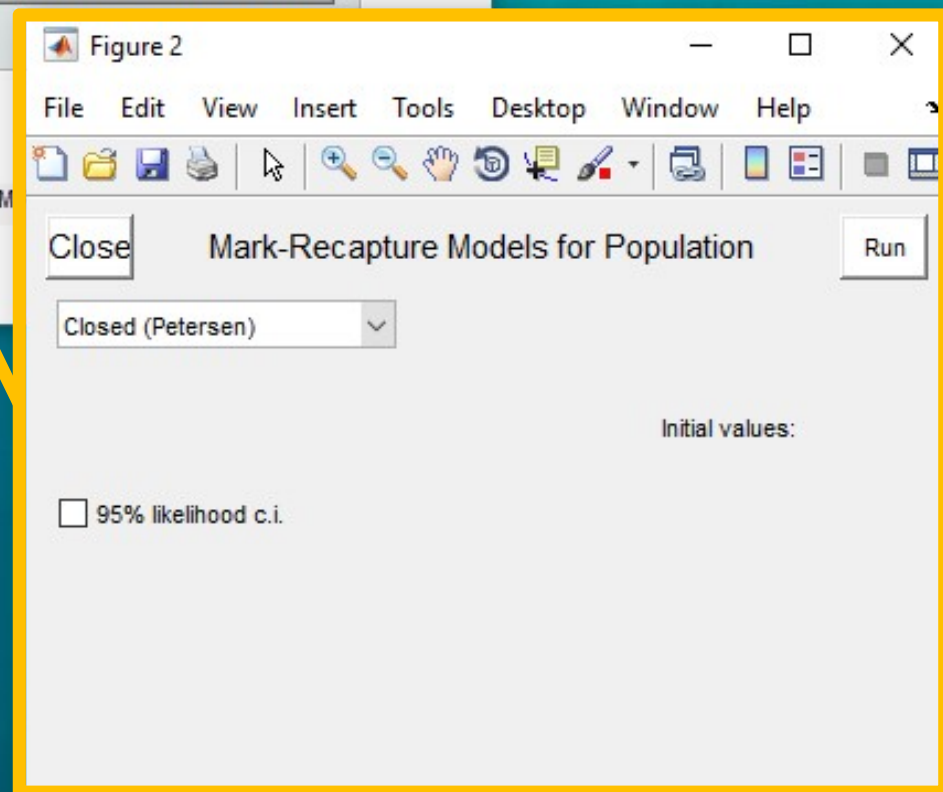 Figure 2
File Edit View Insert Tools Desktop Window Help
M
Close Mark-Recapture Models for Population Run
Closed (Petersen)
Initial values:
95% likelihood c.i.